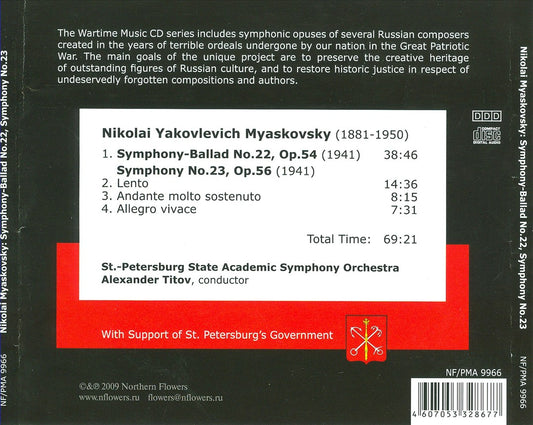 Nikolai Myaskovsky: Symphony-Ballad No.22, Symphony No.23
NF/PMA 9966
The Wartime Music CD series includes symphonic opuses of several Russian composers
created in the years of terrible ordeals undergone by our nation in the Great Patriotic
War. The main goals of the unique project are to preserve the creative heritage
of outstanding figures of Russian culture, and to restore historic justice in respect of
undeservedly forgotten compositions and authors.
Nikolai Yakovlevich Myaskovsky (1881-1950)
1. Symphony-Ballad No.22, Op.54 (1941) 38:46
Symphony No.23, Op.56 (1941)
2. Lento 14:36
3. Andante molto sostenuto 8:15
4. Allegro vivace 7:31
Total Time: 69:21
St.-Petersburg State Academic Symphony Orchestra
Alexander Titov, conductor
With Support of St. Petersburg's Government
©&℗ 2009 Northern Flowers
www.nflowers.ru flowers@nflowers.ru
DDD
COMPACT
disc
DIGITAL AUDIO
NF/PMA 9966
4 607053 328677
Nikolai Myaskovsky: Symphony-Ballad No.22, Symphony No.23
NF/PMA 9966